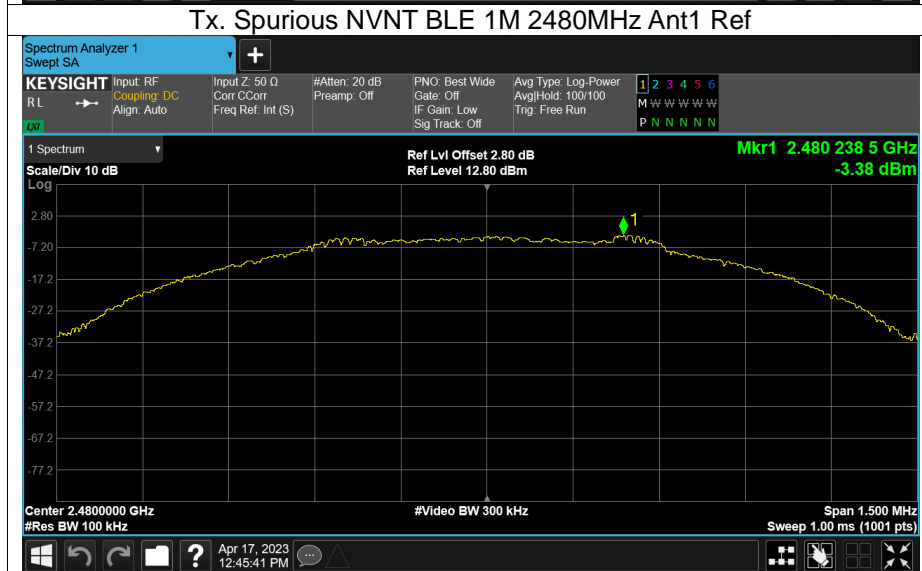 Tx. Spurious NVNT BLE 1M 2480MHz Ant1 Ref
Spectrum Analyzer 1
Swept SA
+
KEYSIGHT
RL
LXI
Input: RF
Coupling: DC
Align: Auto
Input Z: 50 Ω
Corr CCorr
Freq Ref: Int (S)
#Atten: 20 dB
Preamp: Off
PNO: Best Wide
Gate: Off
IF Gain: Low
Sig Track: Off
Avg Type: Log-Power
Avg|Hold: 100/100
Trig: Free Run
1 2 3 4 5 6
M W W W W W
P N N N N N
1 Spectrum
Scale/Div 10 dB
Log
Ref Lvl Offset 2.80 dB
Ref Level 12.80 dBm
Mkr1 2.480 238 5 GHz
-3.38 dBm
1
2.80
-7.20
-17.2
-27.2
-37.2
-47.2
-57.2
-67.2
-77.2
Center 2.4800000 GHz
#Res BW 100 kHz
#Video BW 300 kHz
Span 1.500 MHz
Sweep 1.00 ms (1001 pts)
?
Apr 17, 2023
12:45:41 PM